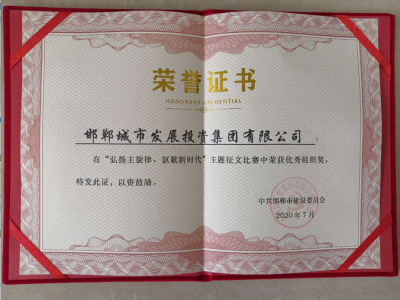 荣誉证书
HONORARY CREDENTIAL
邯郸城市发展投资集团有限公司：
在“弘扬主旋律，讴歌新时代”主题征文比赛中荣获优秀组织奖，
特发此证，以资鼓励。
中共邯郸市建设委员会
2020年7月